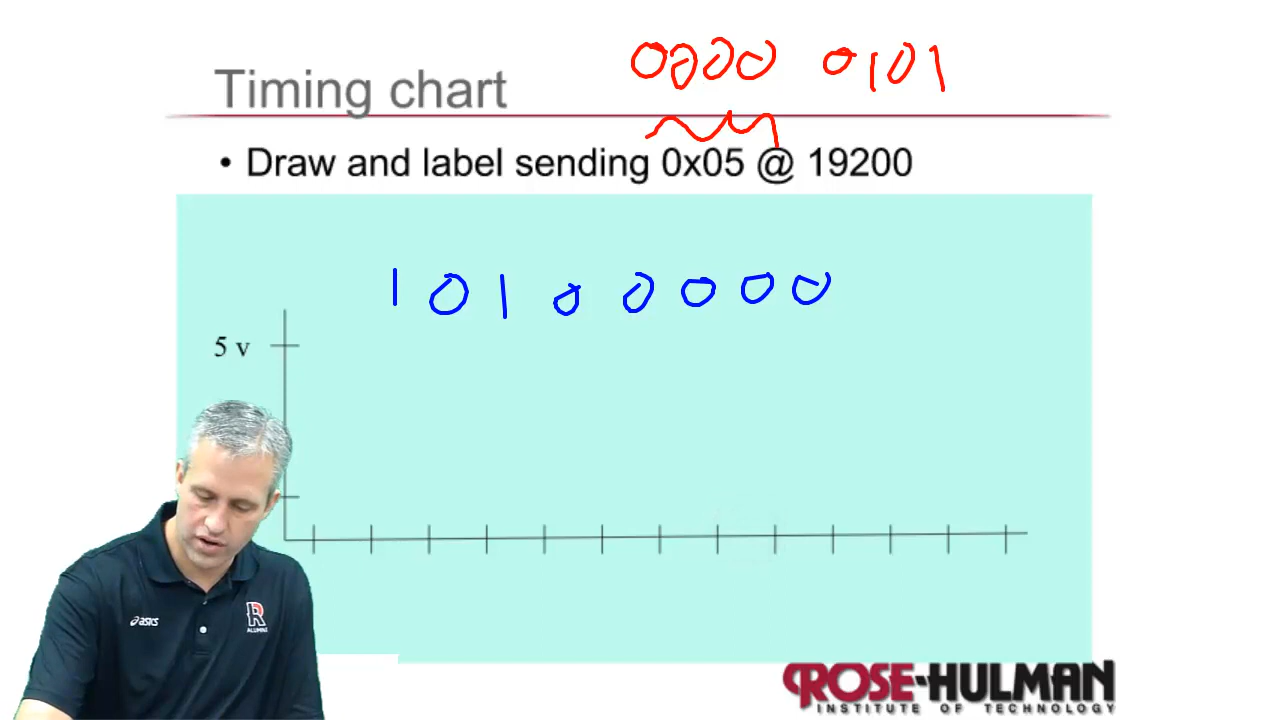 0000 0101
Timing chart
• Draw and label sending 0x05 @ 19200
1 0 1 0 0 0 0 0
5 v
asics
R
ALUMNI
ROSE-HULMAN
INSTITUTE OF TECHNOLOGY